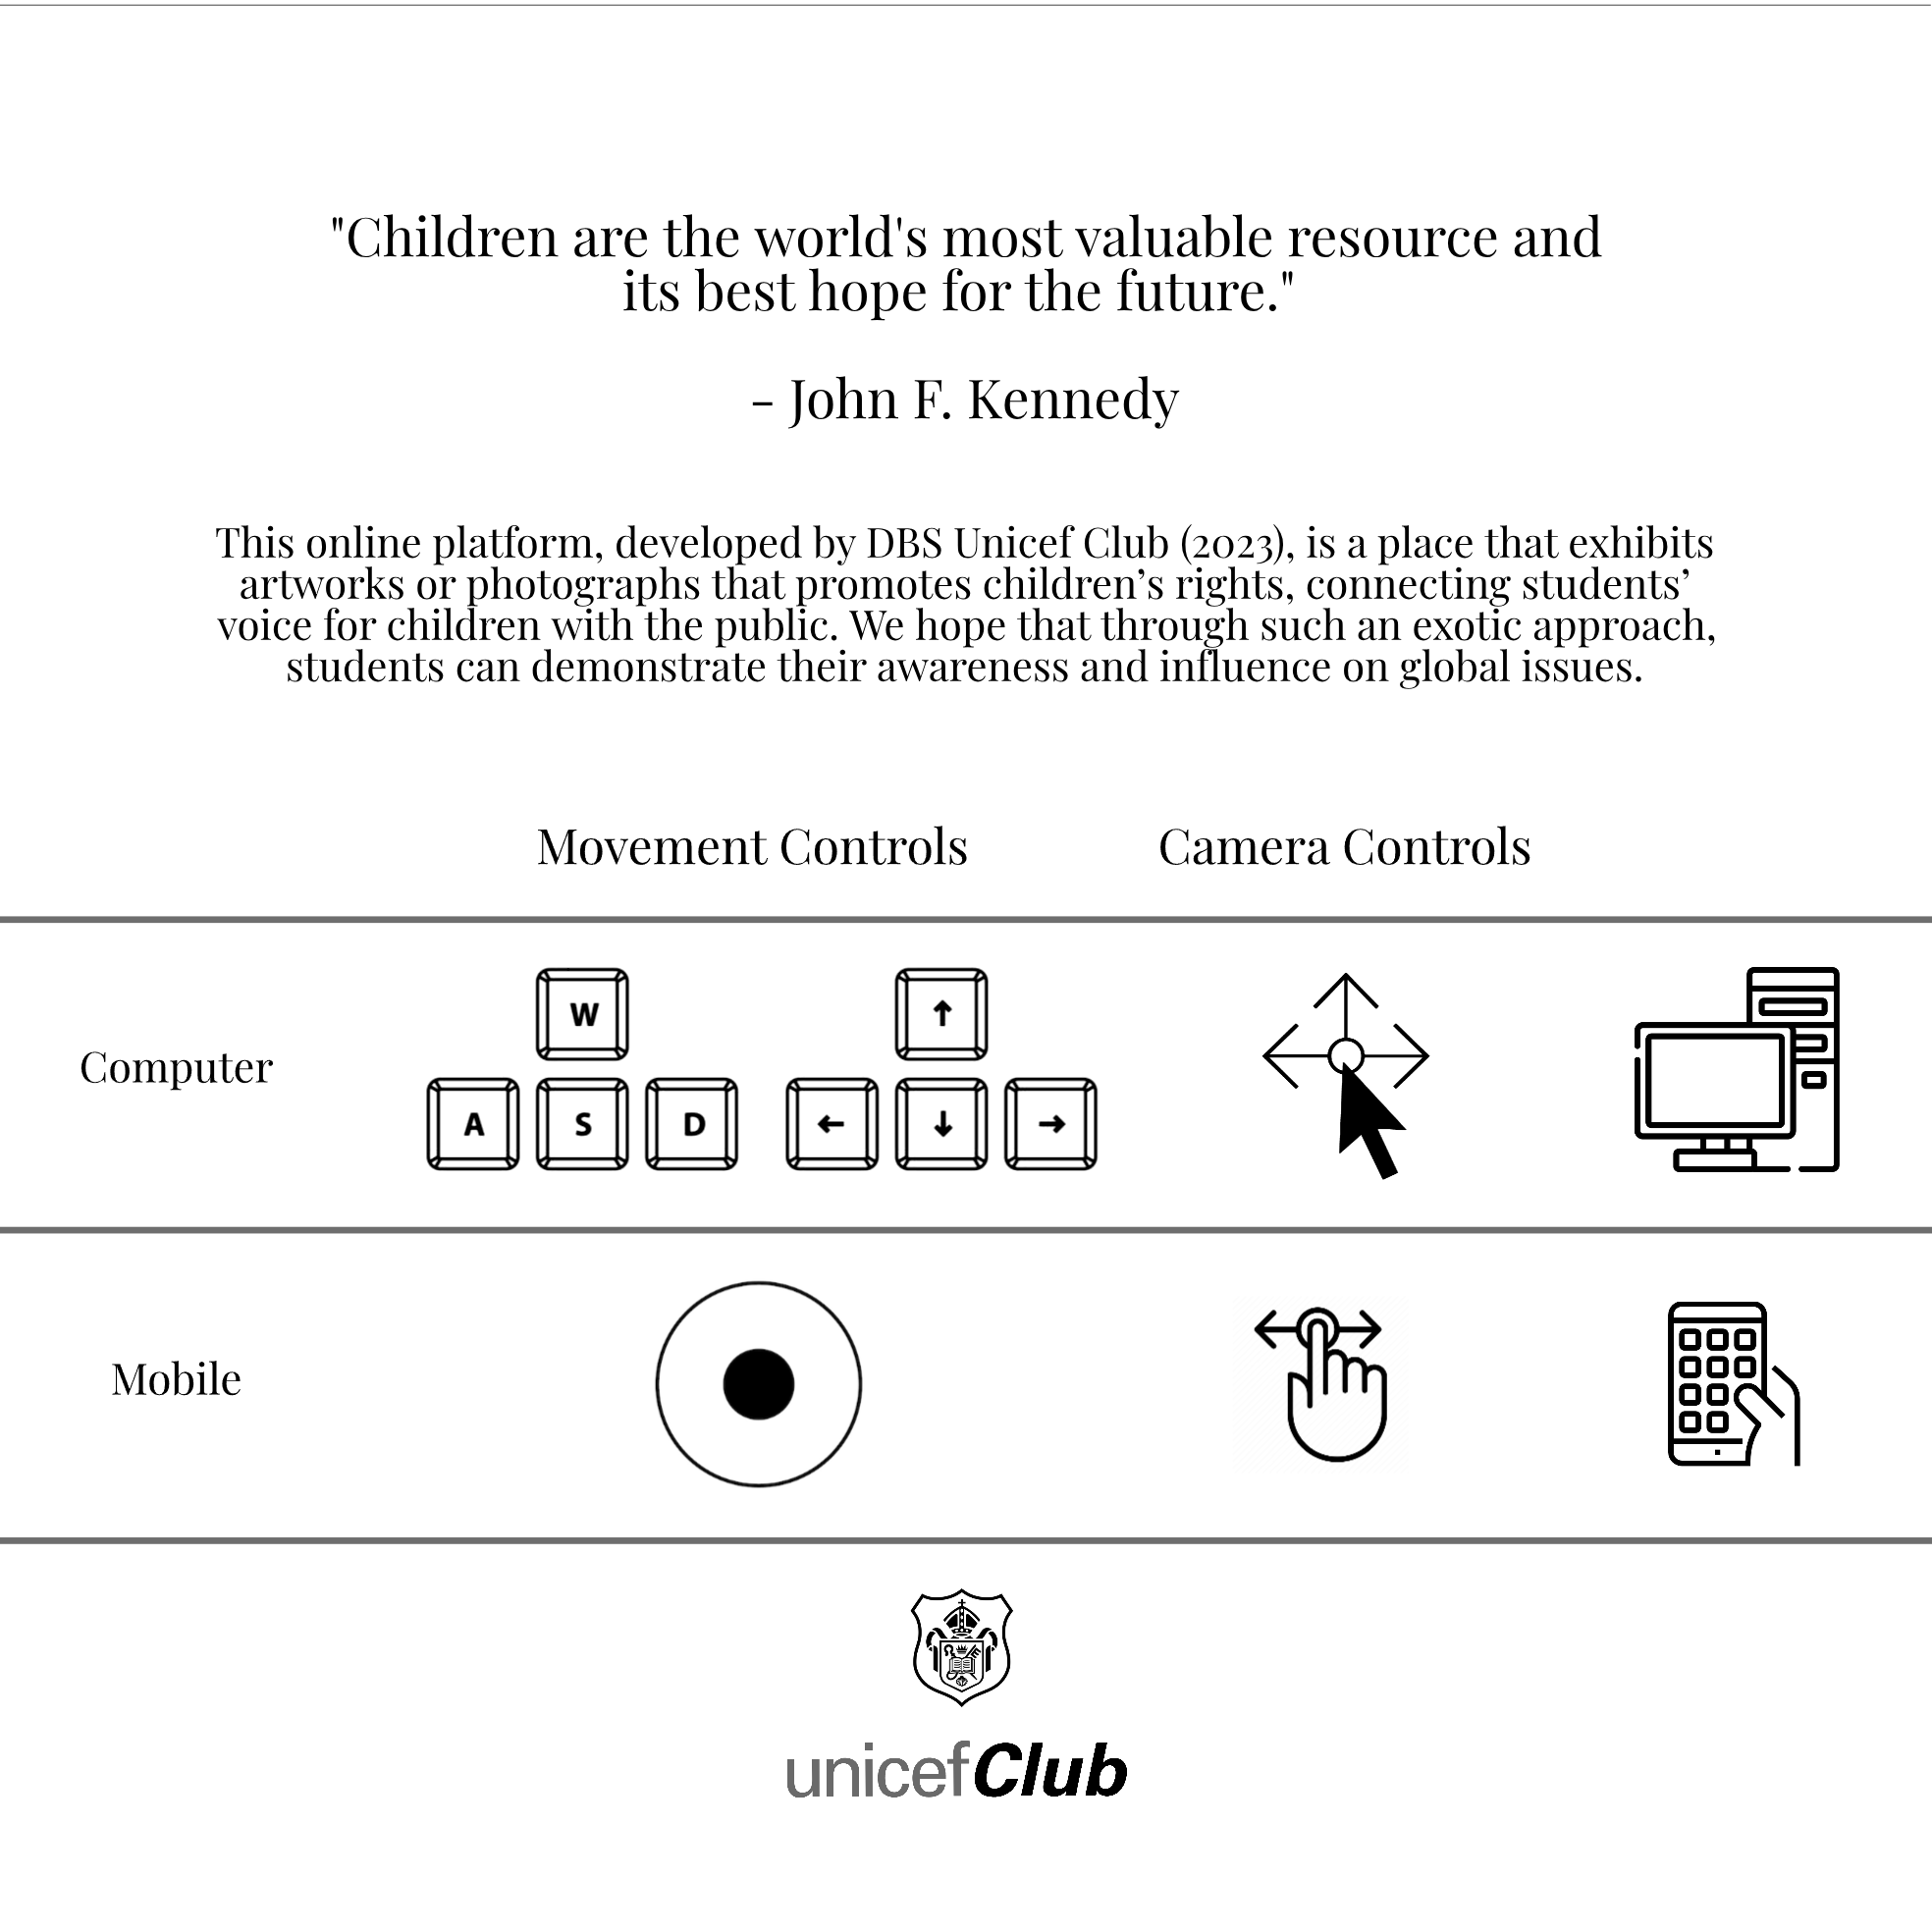 "Children are the world's most valuable resource and
its best hope for the future."
- John F. Kennedy
This online platform, developed by DBS Unicef Club (2023), is a place that exhibits
artworks or photographs that promotes children’s rights, connecting students’
voice for children with the public. We hope that through such an exotic approach,
students can demonstrate their awareness and influence on global issues.
Movement Controls Camera Controls
Computer
W ↑
A S D ← ↓ →
Mobile
unicef Club